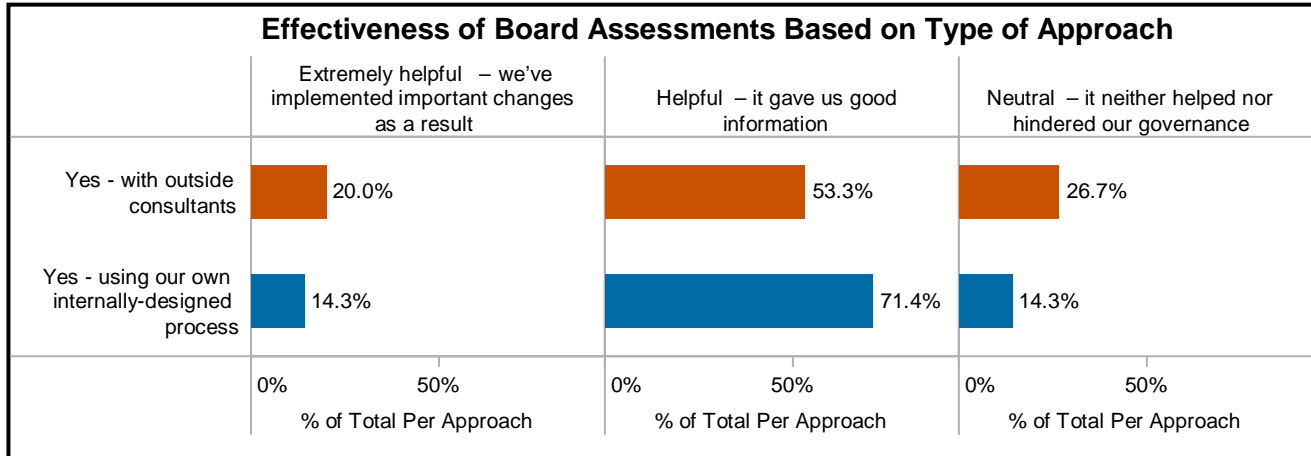 Effectiveness of Board Assessments Based on Type of Approach
Extremely helpful – we've
implemented important changes
as a result
Helpful – it gave us good
information
Neutral – it neither helped nor
hindered our governance
Yes - with outside
consultants
20.0%
53.3%
26.7%
Yes - using our own
internally-designed
process
14.3%
71.4%
14.3%
0%
50%
0%
50%
0%
50%
% of Total Per Approach
% of Total Per Approach
% of Total Per Approach